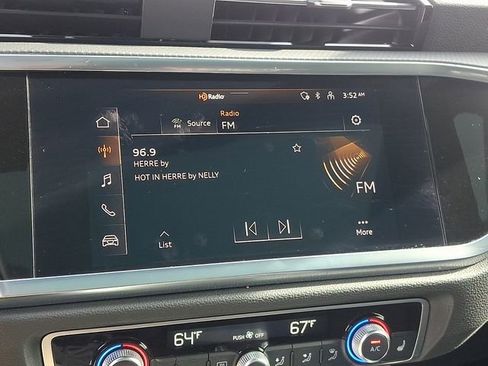 HD Radio
3:52 AM
Radio
FM Source FM
96.9
HERRE by
HOT IN HERRE by NELLY
FM
List
More
64°F PUSH OFF 67°F
A/C